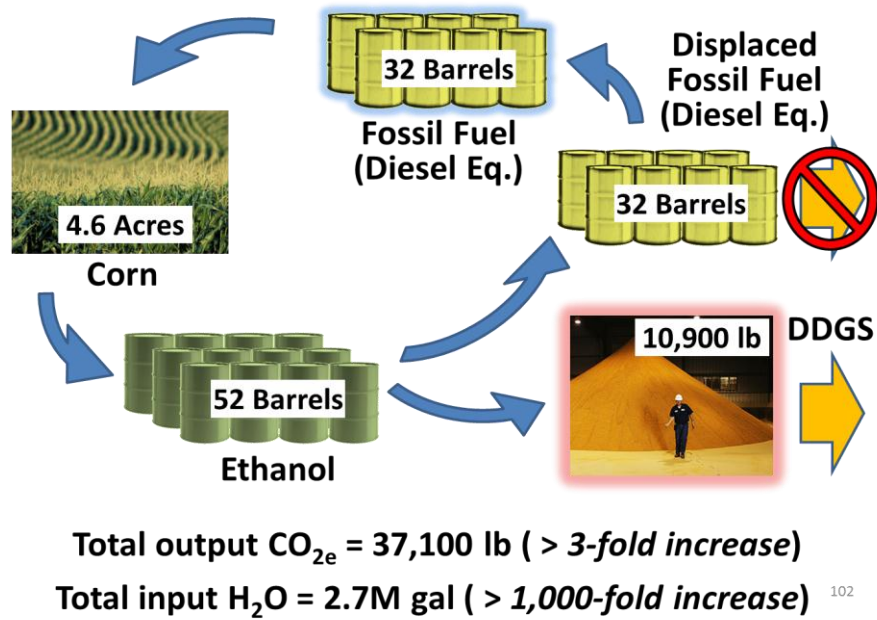 32 Barrels
Fossil Fuel
(Diesel Eq.)
Displaced
Fossil Fuel
(Diesel Eq.)
32 Barrels
4.6 Acres
Corn
52 Barrels
Ethanol
10,900 lb
DDGS
Total output CO₂ₑ = 37,100 lb ( > 3-fold increase)
Total input H₂O = 2.7M gal ( > 1,000-fold increase)
102